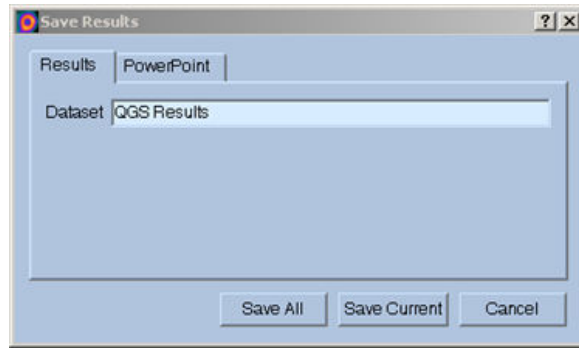 Save Results
Results PowerPoint
Dataset QGS Results
Save All Save Current Cancel